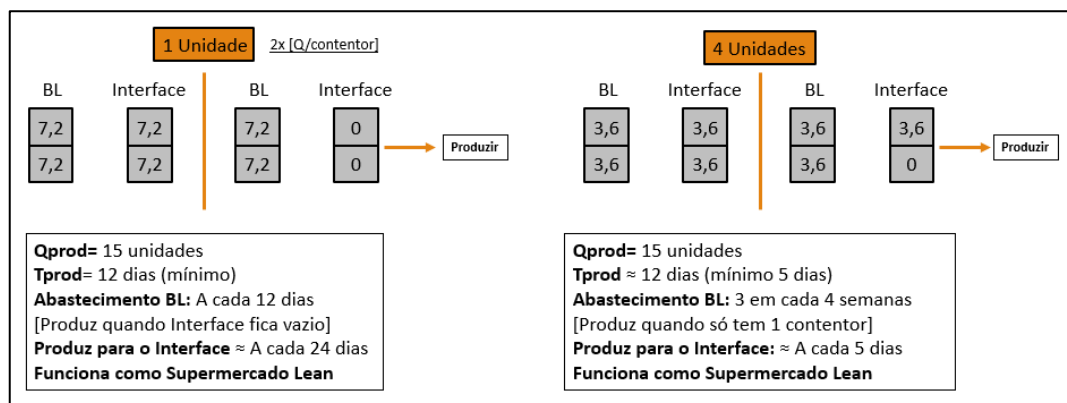 1 Unidade 2x [Q/contentor]
BL Interface BL Interface
7,2 7,2 7,2 0
7,2 7,2 7,2 0
Produzir
Qprod= 15 unidades
Tprod= 12 dias (mínimo)
Abastecimento BL: A cada 12 dias
[Produz quando Interface fica vazio]
Produz para o Interface ≈ A cada 24 dias
Funciona como Supermercado Lean
4 Unidades
BL Interface BL Interface
3,6 3,6 3,6 3,6
3,6 3,6 3,6 0
Produzir
Qprod= 15 unidades
Tprod ≈ 12 dias (mínimo 5 dias)
Abastecimento BL: 3 em cada 4 semanas
[Produz quando só tem 1 contentor]
Produz para o Interface: ≈ A cada 5 dias
Funciona como Supermercado Lean